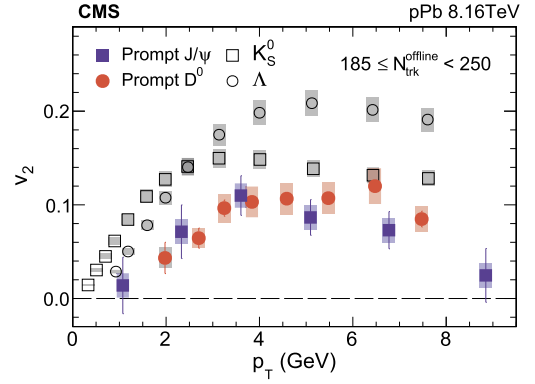 CMS pPb 8.16TeV
Prompt J/ψ K⁰_S
Prompt D⁰ Λ
185 ≤ N^offline_trk < 250
v₂
0.2
0.1
0.0
0 2 4 6 8
p_T (GeV)